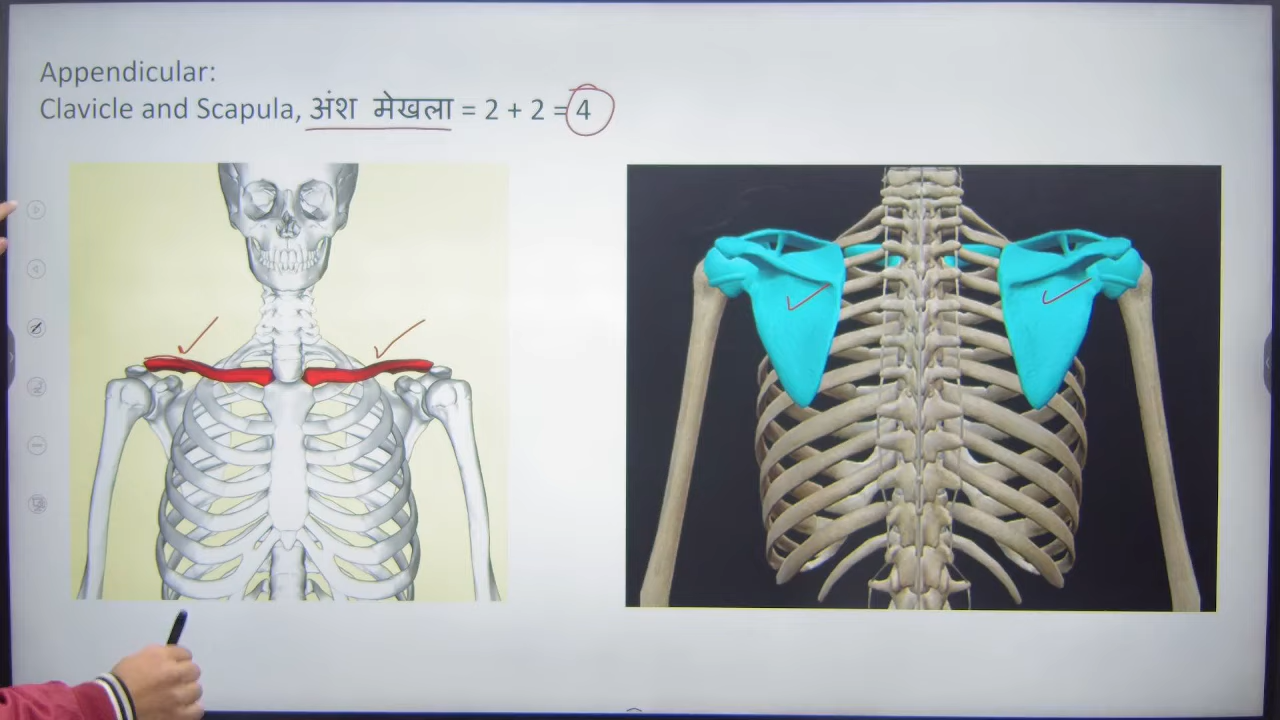 Appendicular:
Clavicle and Scapula, अंश मेखला = 2 + 2 = 4